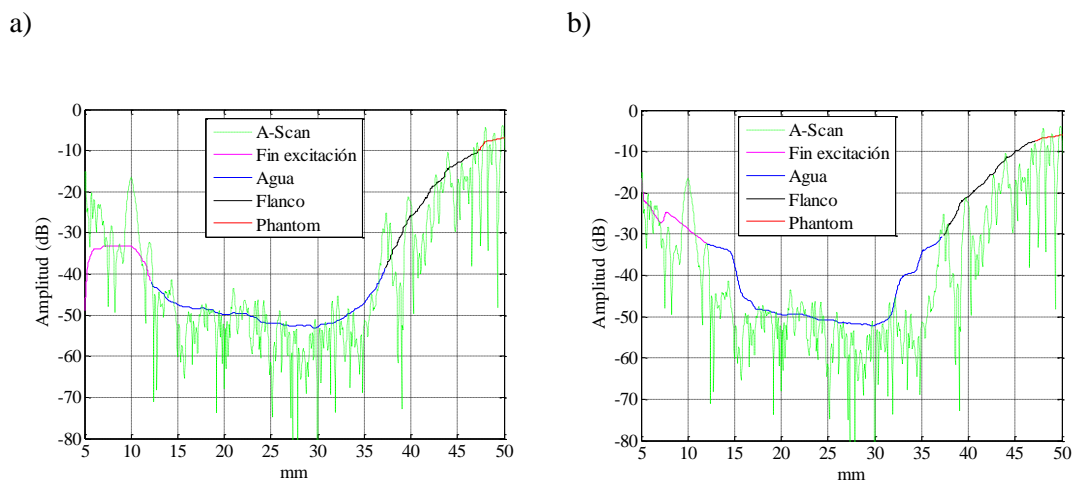 a)
b)
0
-10
-20
-30
-40
-50
-60
-70
-80
Amplitud (dB)
A-Scan
Fin excitación
Agua
Flanco
Phantom
5 10 15 20 25 30 35 40 45 50
mm
0
-10
-20
-30
-40
-50
-60
-70
-80
Amplitud (dB)
A-Scan
Fin excitación
Agua
Flanco
Phantom
5 10 15 20 25 30 35 40 45 50
mm